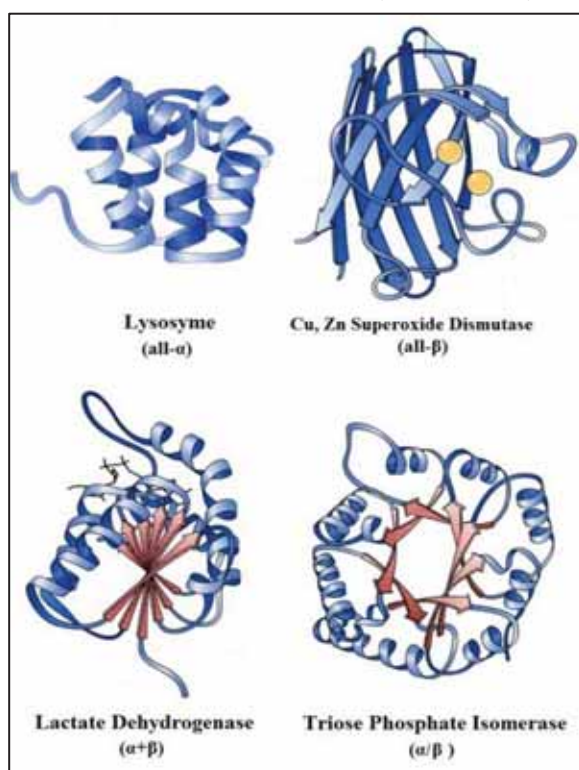 Lysosyme
(all-α)
Cu, Zn Superoxide Dismutase
(all-β)
Lactate Dehydrogenase
(α+β)
Triose Phosphate Isomerase
(α/β )